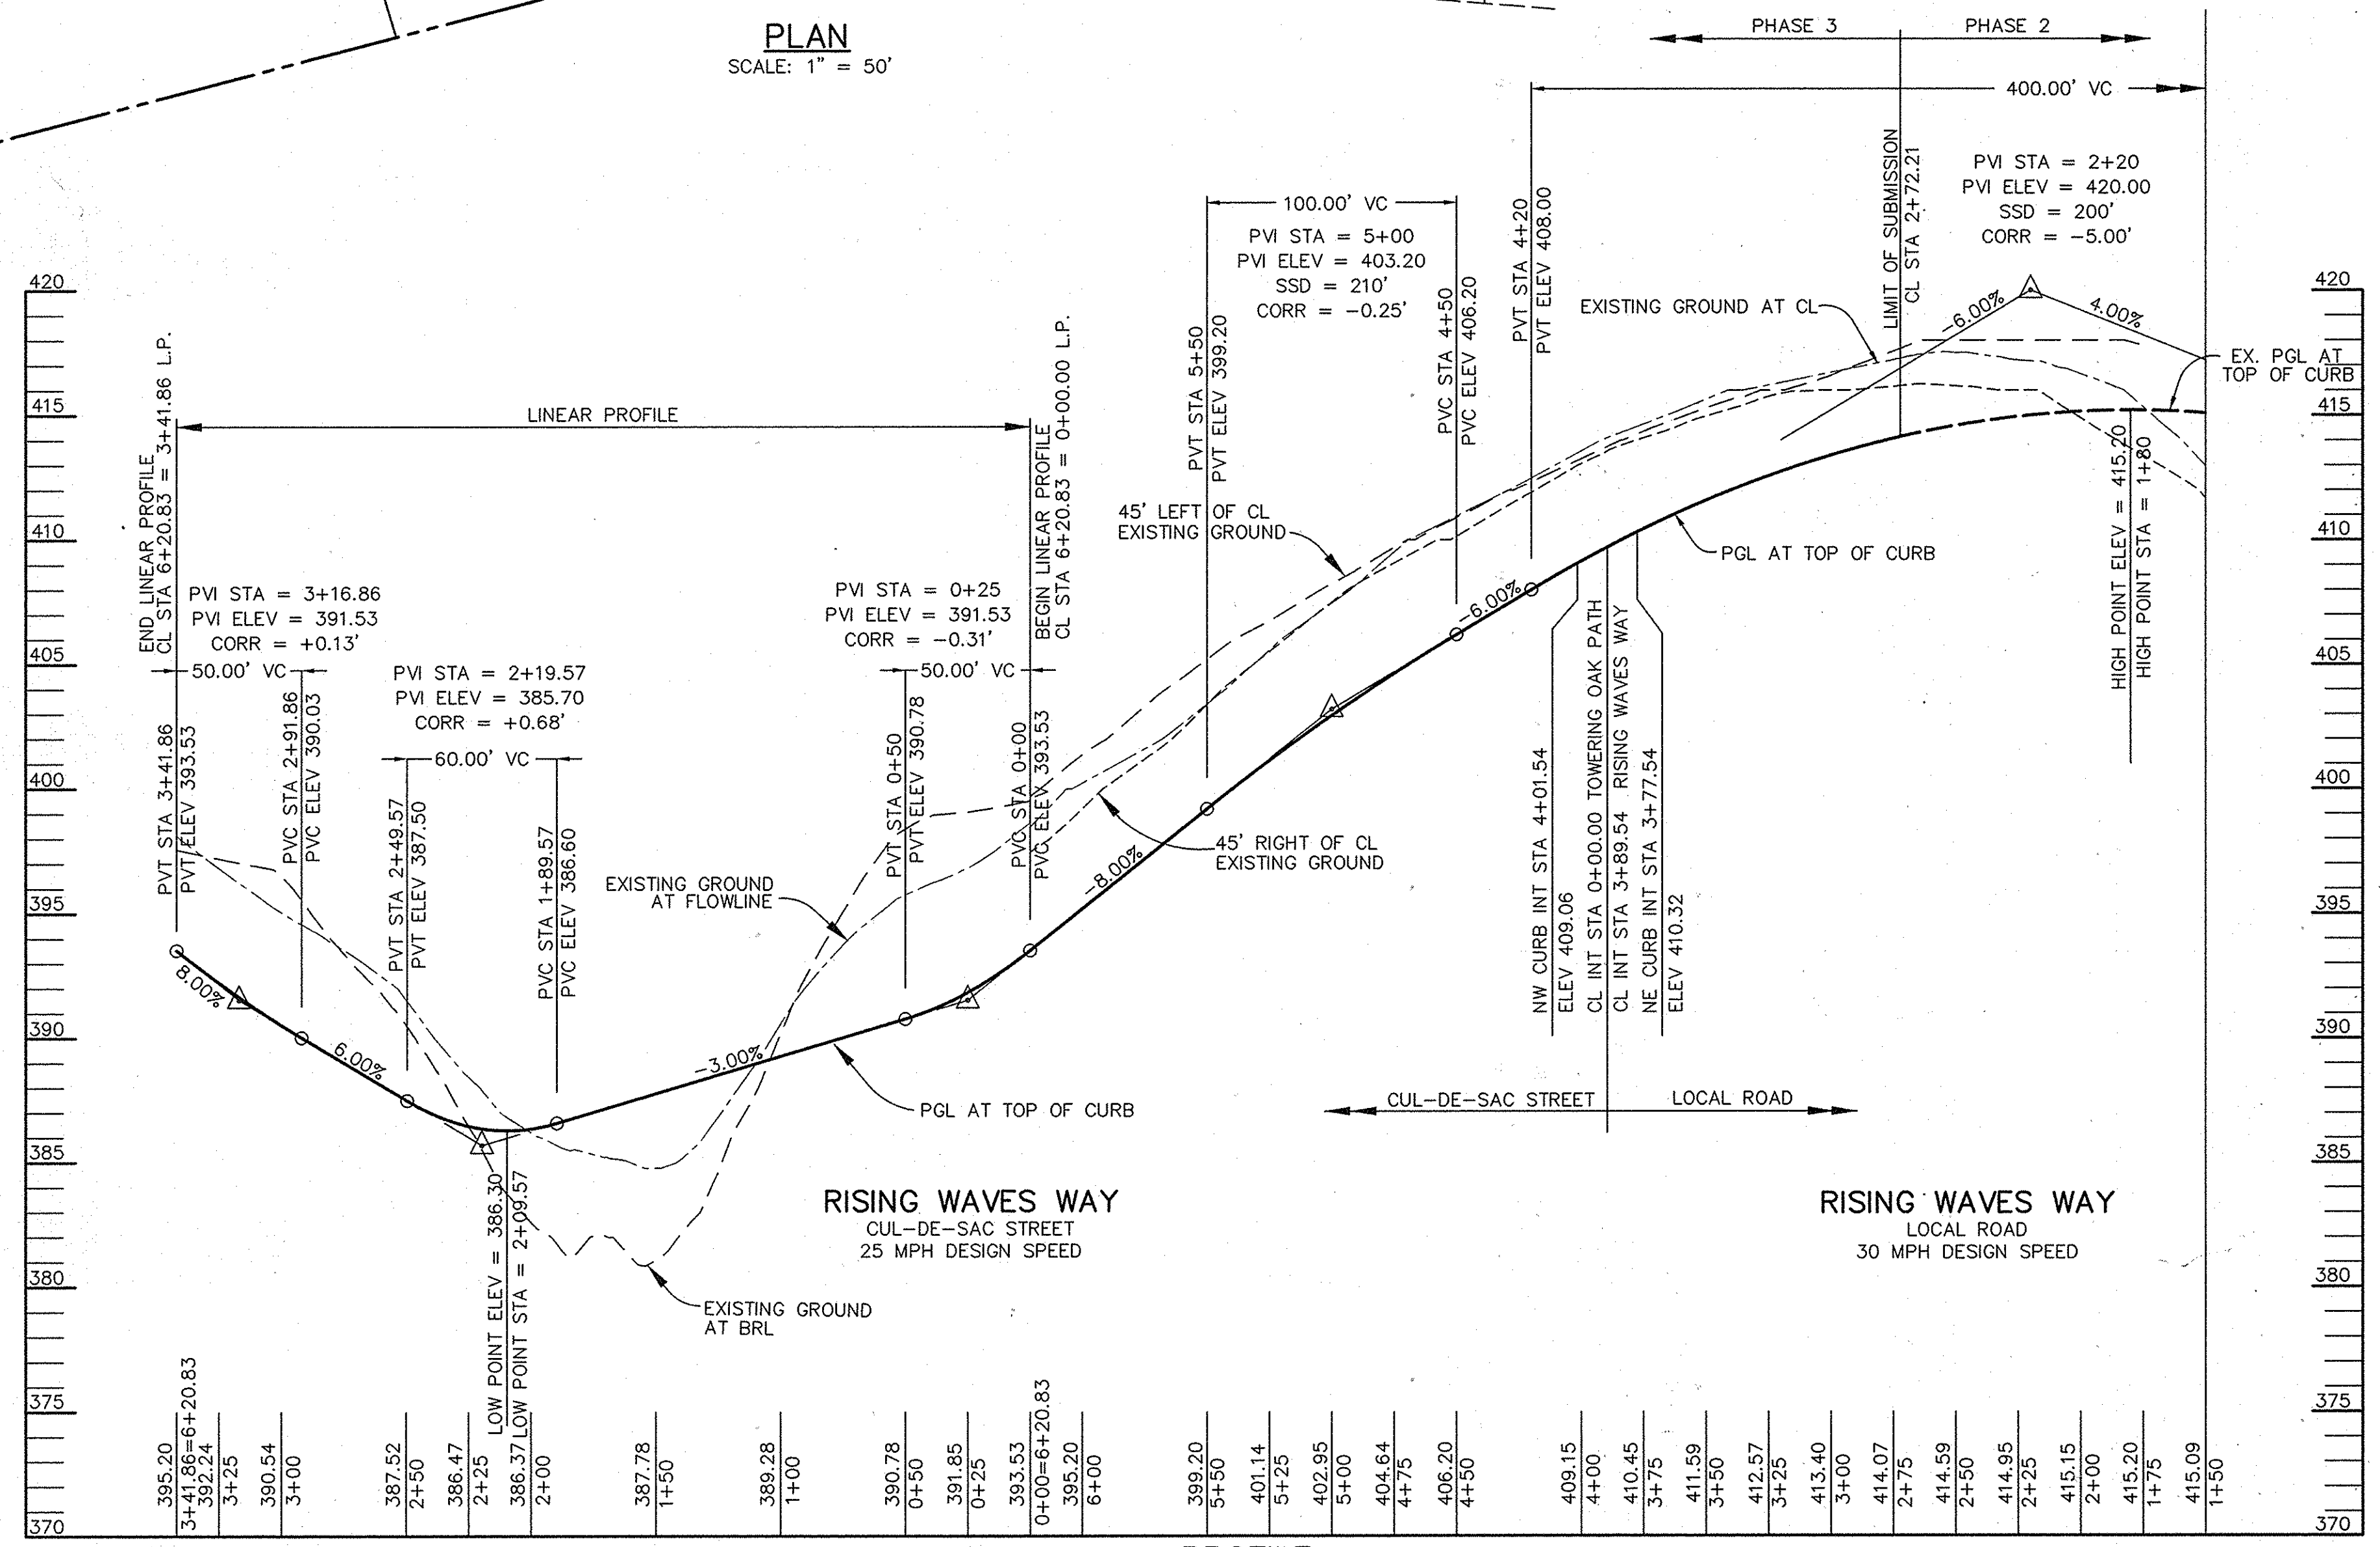 PLAN
SCALE: 1" = 50'
PHASE 3
PHASE 2
400.00' VC
LIMIT OF SUBMISSION
CL STA 2+72.21
PVI STA = 2+20
PVI ELEV = 420.00
SSD = 200'
CORR = -5.00'
100.00' VC
PVI STA = 5+00
PVI ELEV = 403.20
SSD = 210'
CORR = -0.25'
PVT STA 4+20
PVT ELEV 408.00
PVC STA 4+50
PVC ELEV 406.20
PVT STA 5+50
PVT ELEV 399.20
EXISTING GROUND AT CL
-6.00%
4.00%
EX. PGL AT
TOP OF CURB
END LINEAR PROFILE
CL STA 6+20.83 = 3+41.86 L.P.
LINEAR PROFILE
BEGIN LINEAR PROFILE
CL STA 6+20.83 = 0+00.00 L.P.
PVI STA = 3+16.86
PVI ELEV = 391.53
CORR = +0.13'
50.00' VC
PVI STA = 2+19.57
PVI ELEV = 385.70
CORR = +0.68'
60.00' VC
PVI STA = 0+25
PVI ELEV = 391.53
CORR = -0.31'
50.00' VC
PVT STA 3+41.86
PVT ELEV 393.53
PVC STA 2+91.86
PVC ELEV 390.03
PVT STA 2+49.57
PVT ELEV 387.50
PVC STA 1+89.57
PVC ELEV 386.60
PVT STA 0+50
PVT ELEV 390.78
PVC STA 0+00
PVC ELEV 393.53
45' LEFT OF CL
EXISTING GROUND
45' RIGHT OF CL
EXISTING GROUND
EXISTING GROUND
AT FLOWLINE
PGL AT TOP OF CURB
HIGH POINT ELEV = 415.20
HIGH POINT STA = 1+80
-6.00%
-8.00%
-3.00%
6.00%
8.00%
NW CURB INT STA 4+01.54
ELEV 409.06
CL INT STA 0+00.00 TOWERING OAK PATH
CL INT STA 3+89.54 RISING WAVES WAY
NE CURB INT STA 3+77.54
ELEV 410.32
CUL-DE-SAC STREET
LOCAL ROAD
PGL AT TOP OF CURB
LOW POINT ELEV = 386.30
LOW POINT STA = 2+09.57
EXISTING GROUND
AT BRL
RISING WAVES WAY
CUL-DE-SAC STREET
25 MPH DESIGN SPEED
RISING WAVES WAY
LOCAL ROAD
30 MPH DESIGN SPEED
420
415
410
405
400
395
390
385
380
375
370
420
415
410
405
400
395
390
385
380
375
370
395.20
3+41.86=6+20.83
392.24
3+25
390.54
3+00
387.52
2+50
386.47
2+25
386.37
2+00
387.78
1+50
389.28
1+00
390.78
0+50
391.85
0+25
393.53
0+00=6+20.83
395.20
6+00
399.20
5+50
401.14
5+25
402.95
5+00
404.64
4+75
406.20
4+50
409.15
4+00
410.45
3+75
411.59
3+50
412.57
3+25
413.40
3+00
414.07
2+75
414.59
2+50
414.95
2+25
415.15
2+00
415.20
1+75
415.09
1+50